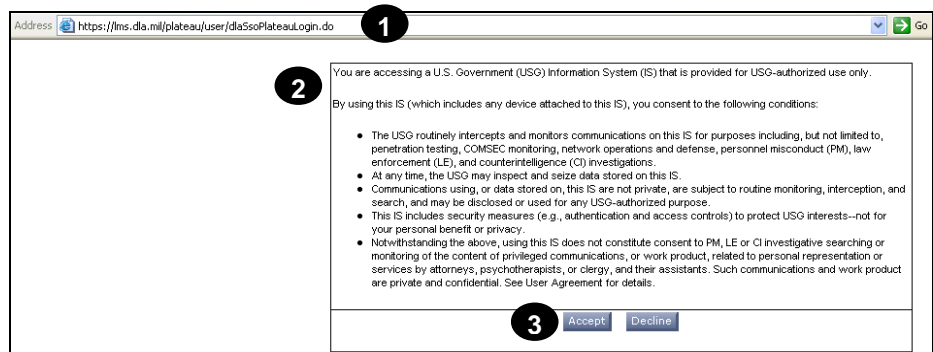 Address https://lms.dla.mil/plateau/user/dlaSsoPlateauLogin.do Go
1
2
You are accessing a U.S. Government (USG) Information System (IS) that is provided for USG-authorized use only.
By using this IS (which includes any device attached to this IS), you consent to the following conditions:
• The USG routinely intercepts and monitors communications on this IS for purposes including, but not limited to,
penetration testing, COMSEC monitoring, network operations and defense, personnel misconduct (PM), law
enforcement (LE), and counterintelligence (CI) investigations.
• At any time, the USG may inspect and seize data stored on this IS.
• Communications using, or data stored on, this IS are not private, are subject to routine monitoring, interception, and
search, and may be disclosed or used for any USG-authorized purpose.
• This IS includes security measures (e.g., authentication and access controls) to protect USG interests--not for
your personal benefit or privacy.
• Notwithstanding the above, using this IS does not constitute consent to PM, LE or CI investigative searching or
monitoring of the content of privileged communications, or work product, related to personal representation or
services by attorneys, psychotherapists, or clergy, and their assistants. Such communications and work product
are private and confidential. See User Agreement for details.
3
Accept Decline